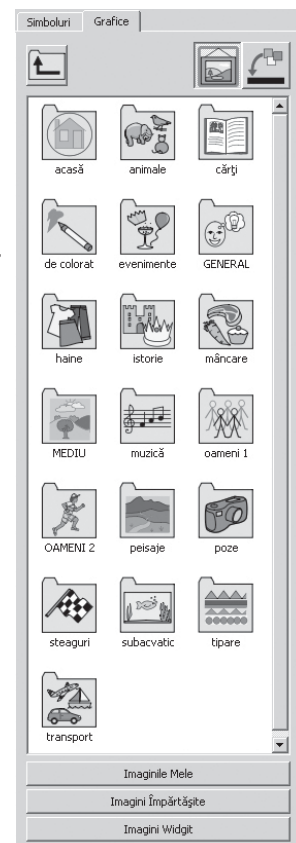 Simboluri Grafice
acasă animale cărţi
de colorat evenimente GENERAL
haine istorie mâncare
MEDIU muzică oameni 1
OAMENI 2 peisaje poze
steaguri subacvatic tipare
transport
Imaginile Mele
Imagini Împărtăşite
Imagini Widgit